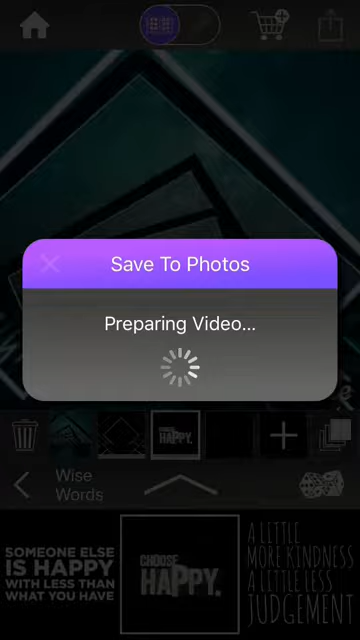 Save To Photos
Preparing Video...
CHOOSE
HAPPY.
Wise
Words
SOMEONE ELSE
IS HAPPY
WITH LESS THAN
WHAT YOU HAVE
CHOOSE
HAPPY.
A LITTLE
MORE KINDNESS
A LITTLE LESS
JUDGEMENT